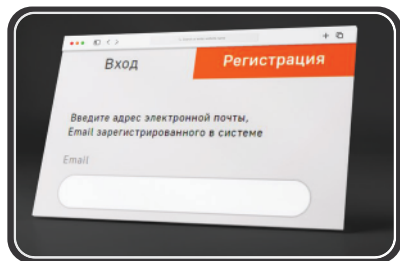 Вход
Регистрация
Введите адрес электронной почты,
Email зарегистрированного в системе
Email